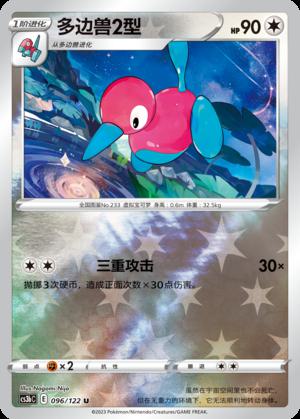 1阶进化
多边兽2型
HP90
从多边兽进化
全国图鉴No.233 虚拟宝可梦 身高:0.6m 体重:32.5kg
三重攻击 30×
抛掷3次硬币,造成正面次数×30点伤害。
弱点 ×2 抗性 撤退
Illus. Nagomi Nijo
CS3bC E 096/122 U
虽然在宇宙空间里也不会死亡,
但在无重力的环境下,它无法顺利地转动身体。
©2023 Pokémon/Nintendo/Creatures/GAME FREAK.